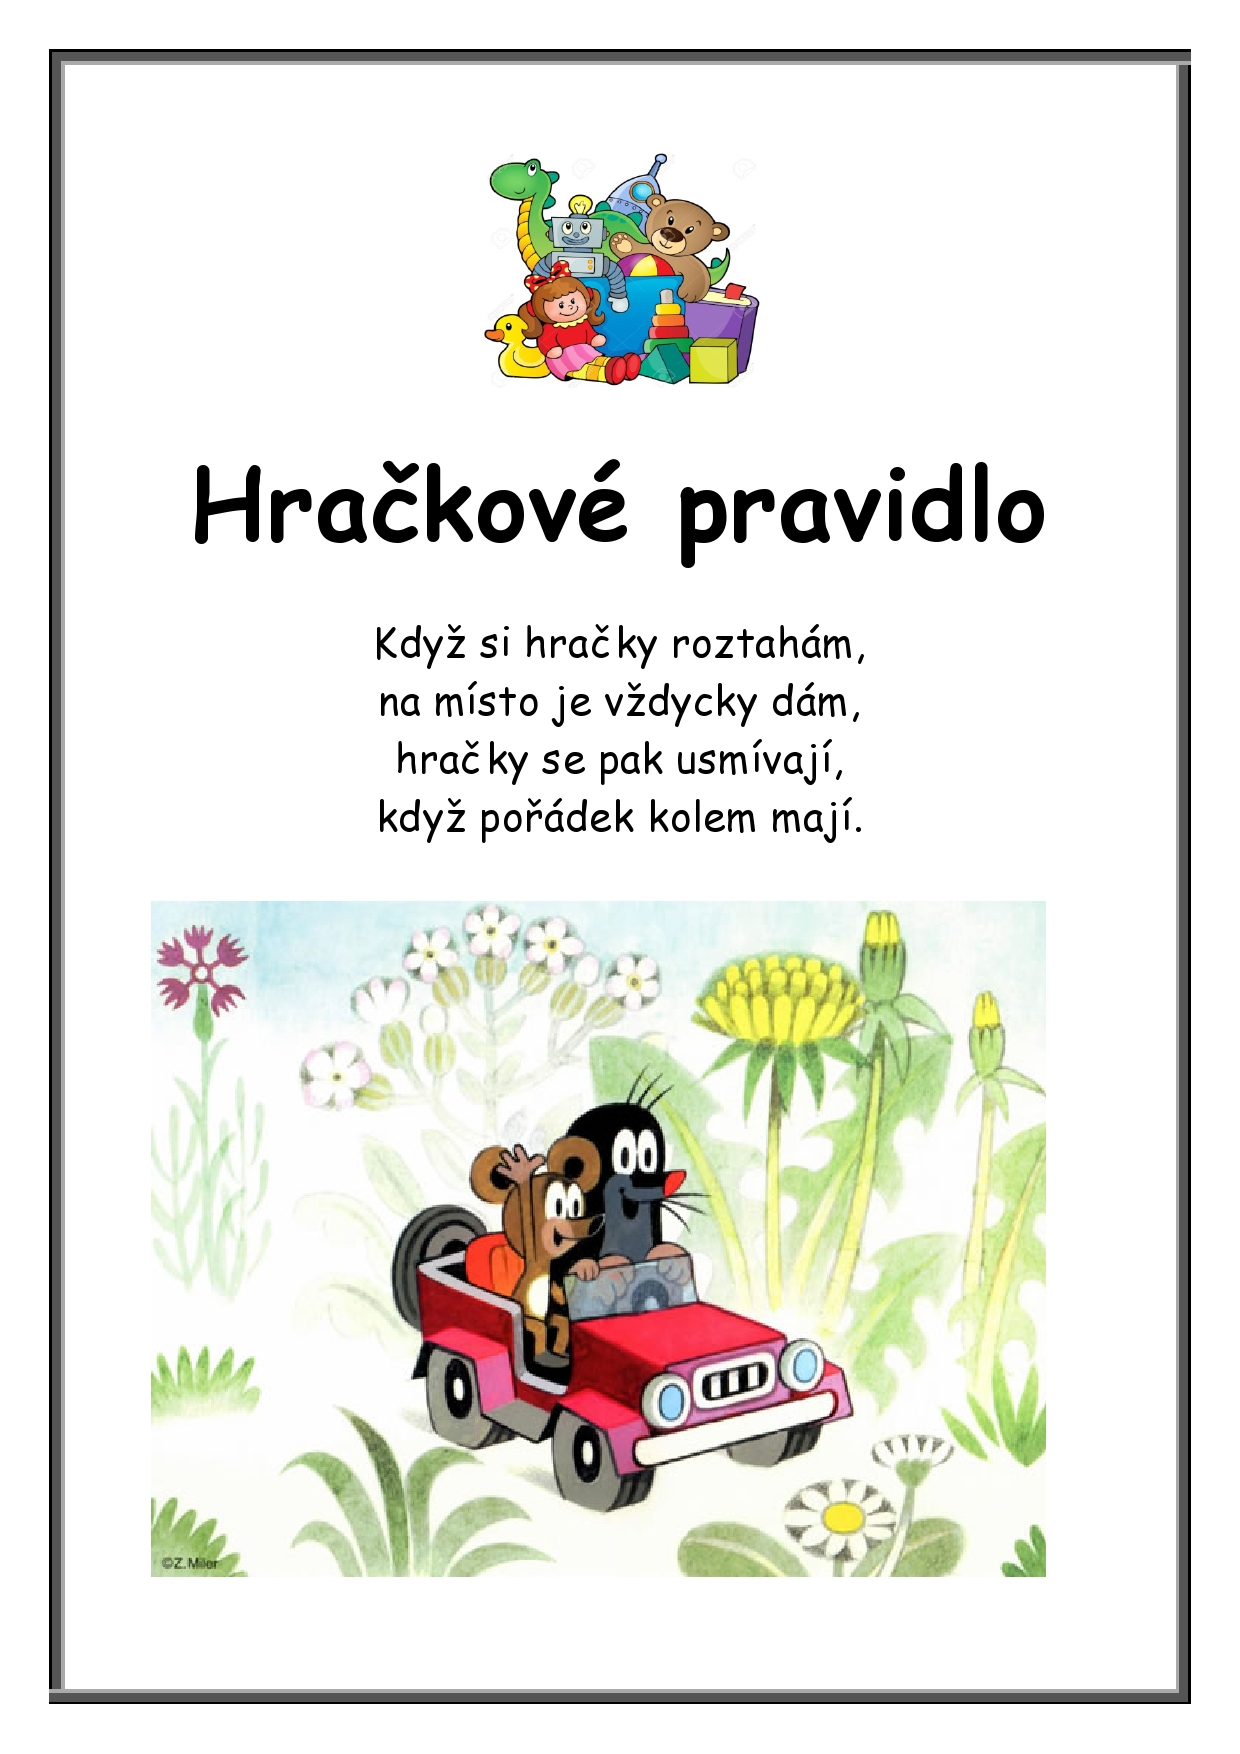 Hračkové pravidlo
Když si hračky roztahám,
na místo je vždycky dám,
hračky se pak usmívají,
když pořádek kolem mají.
©Z. Miler